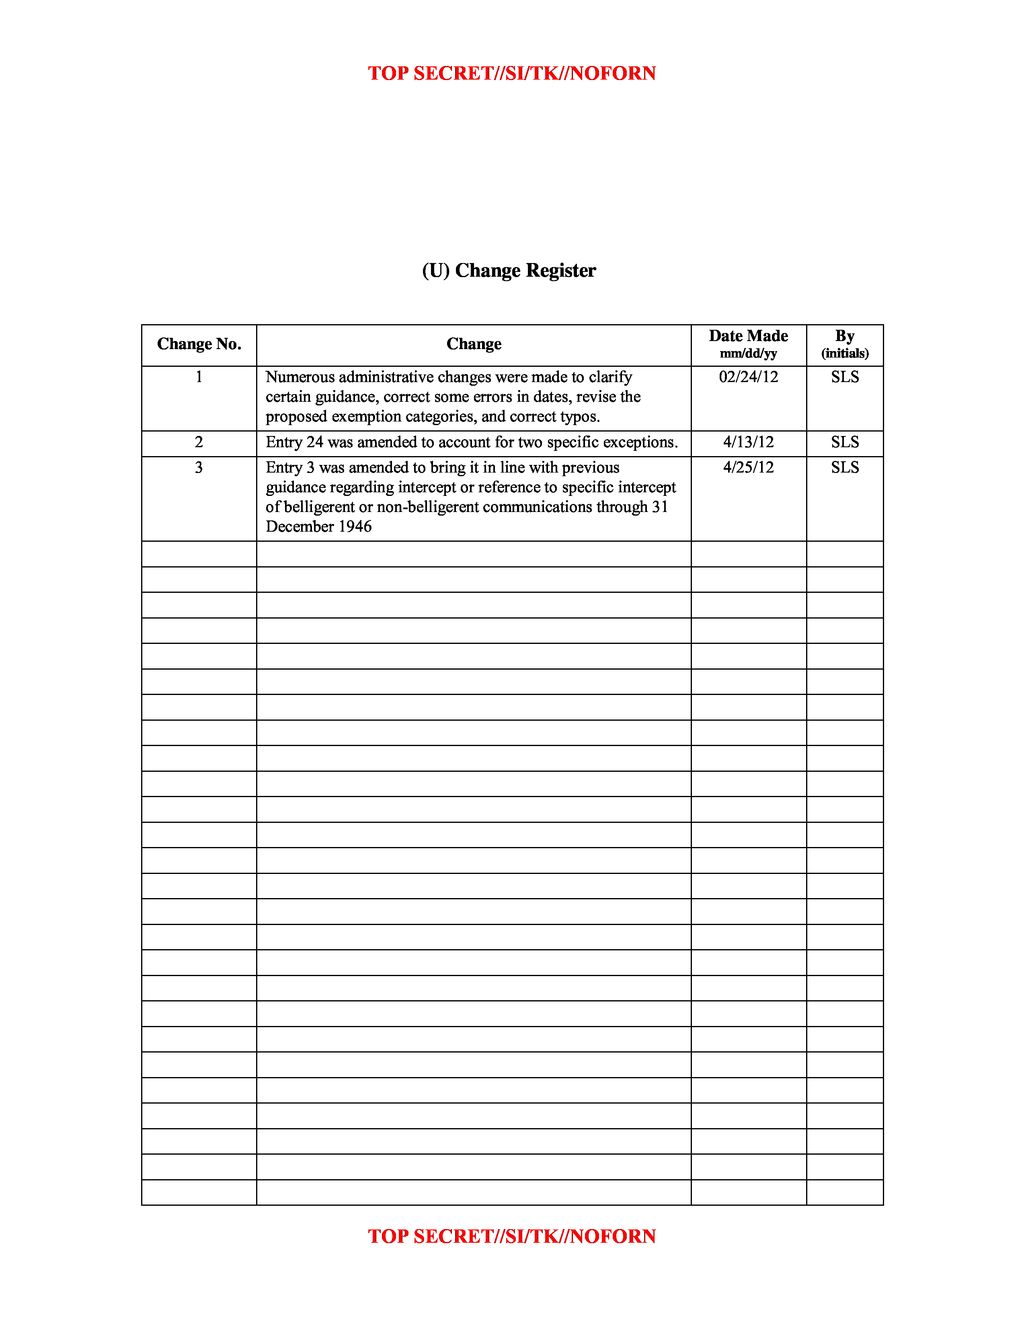 TOP SECRET//SI/TK//NOFORN
(U) Change Register
Change No.
Change
Date Made
mm/dd/yy
By
(initials)
1
Numerous administrative changes were made to clarify
certain guidance, correct some errors in dates, revise the
proposed exemption categories, and correct typos.
02/24/12
SLS
2
Entry 24 was amended to account for two specific exceptions.
4/13/12
SLS
3
Entry 3 was amended to bring it in line with previous
guidance regarding intercept or reference to specific intercept
of belligerent or non-belligerent communications through 31
December 1946
4/25/12
SLS
TOP SECRET//SI/TK//NOFORN